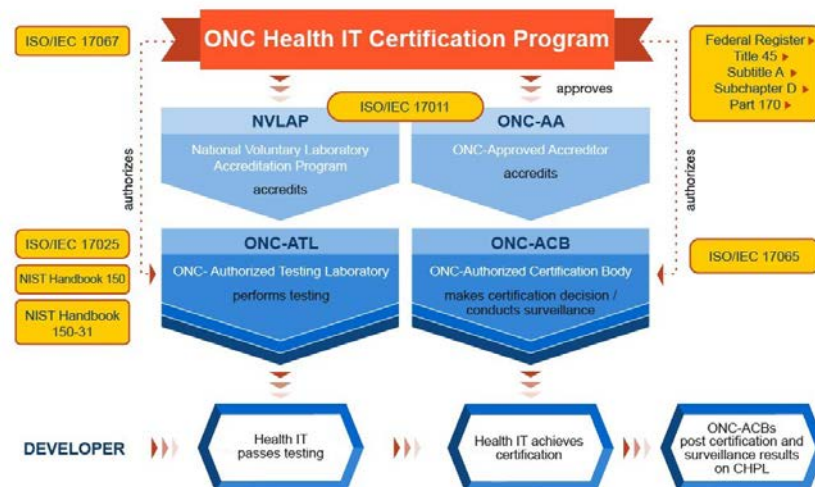 ISO/IEC 17067
ONC Health IT Certification Program
Federal Register
Title 45
Subtitle A
Subchapter D
Part 170
approves
ISO/IEC 17011
NVLAP
National Voluntary Laboratory
Accreditation Program
accredits
ONC-AA
ONC-Approved Accreditor
accredits
authorizes
authorizes
ISO/IEC 17025
NIST Handbook 150
NIST Handbook
150-31
ONC-ATL
ONC- Authorized Testing Laboratory
performs testing
ONC-ACB
ONC-Authorized Certification Body
makes certification decision /
conducts surveillance
ISO/IEC 17065
DEVELOPER
Health IT
passes testing
Health IT achieves
certification
ONC-ACBs
post certification and
surveillance results
on CHPL